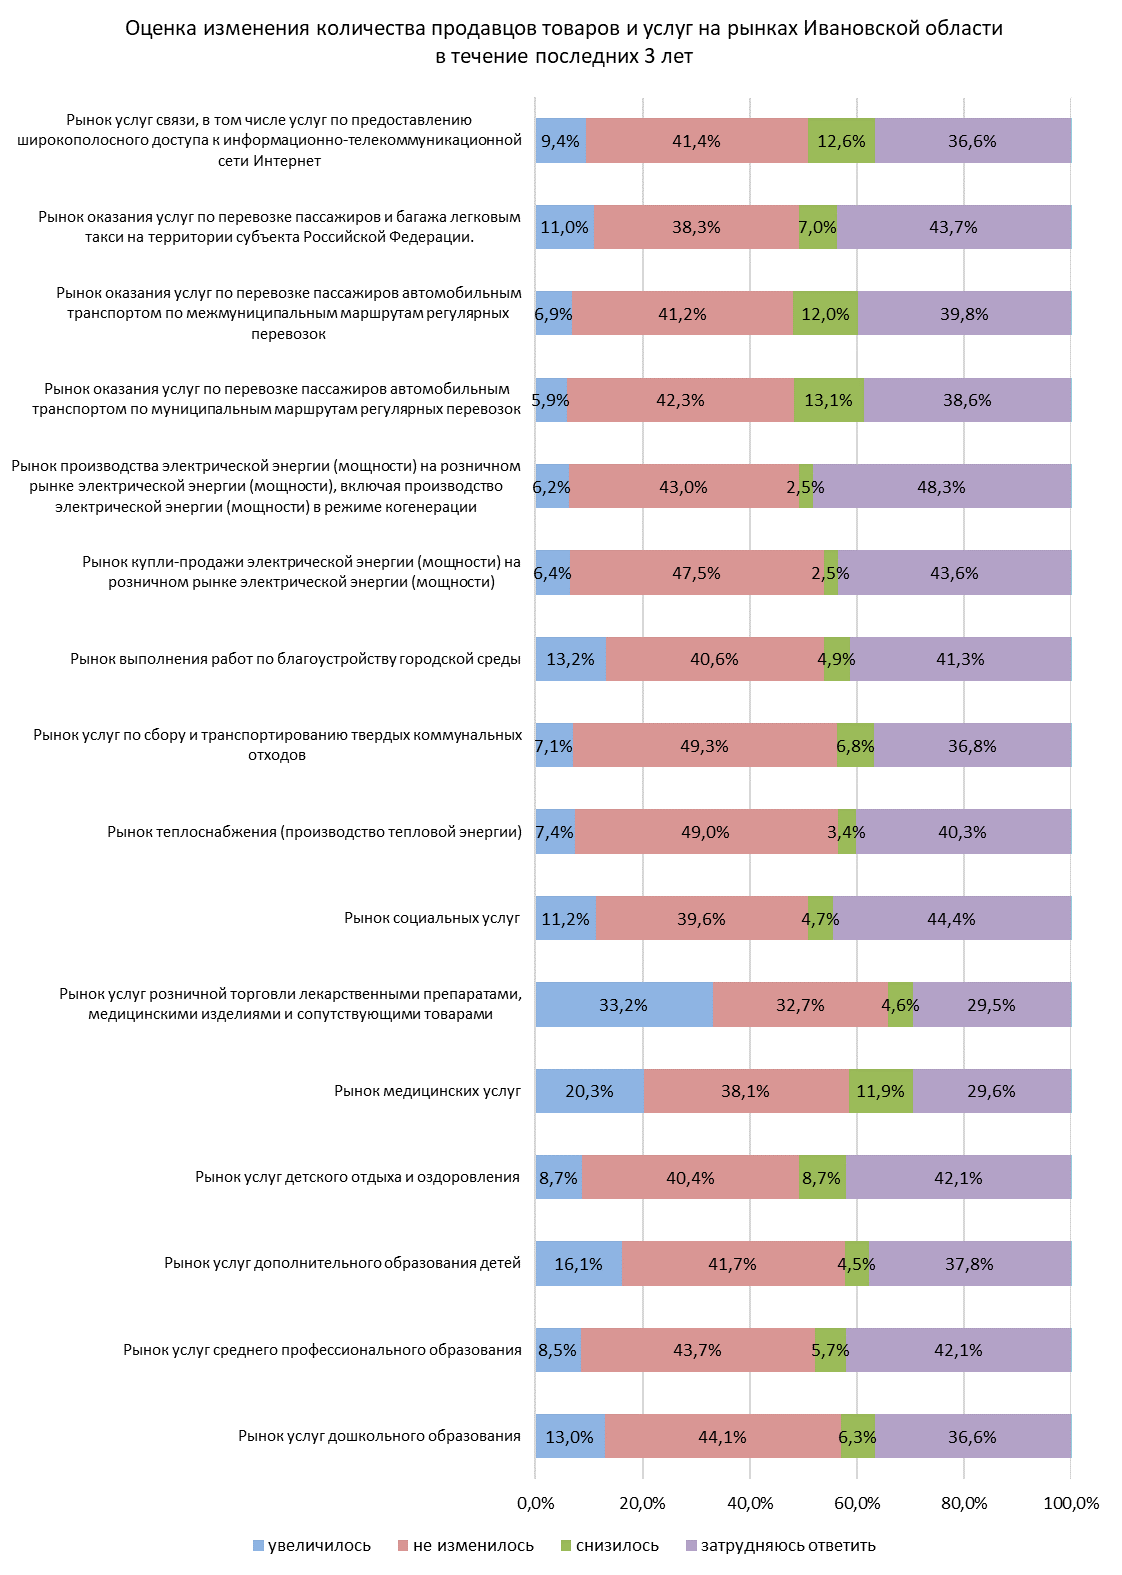 Оценка изменения количества продавцов товаров и услуг на рынках Ивановской области
в течение последних 3 лет
Рынок услуг связи, в том числе услуг по предоставлению
широкополосного доступа к информационно-телекоммуникационной
сети Интернет
9,4% 41,4% 12,6% 36,6%
Рынок оказания услуг по перевозке пассажиров и багажа легковым
такси на территории субъекта Российской Федерации.
11,0% 38,3% 7,0% 43,7%
Рынок оказания услуг по перевозке пассажиров автомобильным
транспортом по межмуниципальным маршрутам регулярных
перевозок
6,9% 41,2% 12,0% 39,8%
Рынок оказания услуг по перевозке пассажиров автомобильным
транспортом по муниципальным маршрутам регулярных перевозок
5,9% 42,3% 13,1% 38,6%
Рынок производства электрической энергии (мощности) на розничном
рынке электрической энергии (мощности), включая производство
электрической энергии (мощности) в режиме когенерации
6,2% 43,0% 2,5% 48,3%
Рынок купли-продажи электрической энергии (мощности) на
розничном рынке электрической энергии (мощности)
6,4% 47,5% 2,5% 43,6%
Рынок выполнения работ по благоустройству городской среды
13,2% 40,6% 4,9% 41,3%
Рынок услуг по сбору и транспортированию твердых коммунальных
отходов
7,1% 49,3% 6,8% 36,8%
Рынок теплоснабжения (производство тепловой энергии)
7,4% 49,0% 3,4% 40,3%
Рынок социальных услуг
11,2% 39,6% 4,7% 44,4%
Рынок услуг розничной торговли лекарственными препаратами,
медицинскими изделиями и сопутствующими товарами
33,2% 32,7% 4,6% 29,5%
Рынок медицинских услуг
20,3% 38,1% 11,9% 29,6%
Рынок услуг детского отдыха и оздоровления
8,7% 40,4% 8,7% 42,1%
Рынок услуг дополнительного образования детей
16,1% 41,7% 4,5% 37,8%
Рынок услуг среднего профессионального образования
8,5% 43,7% 5,7% 42,1%
Рынок услуг дошкольного образования
13,0% 44,1% 6,3% 36,6%
0,0% 20,0% 40,0% 60,0% 80,0% 100,0%
увеличилось не изменилось снизилось затрудняюсь ответить